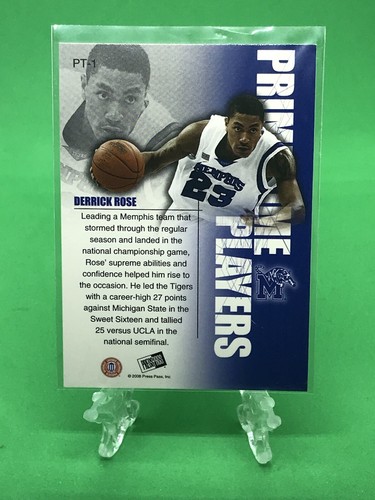 PT-1
PRIME TIME
PLAYERS
MEMPHIS
23
DERRICK ROSE
Leading a Memphis team that
stormed through the regular
season and landed in the
national championship game,
Rose' supreme abilities and
confidence helped him rise to
the occasion. He led the Tigers
with a career-high 27 points
against Michigan State in the
Sweet Sixteen and tallied
25 versus UCLA in the
national semifinal.
M
©2008 Press Pass, Inc